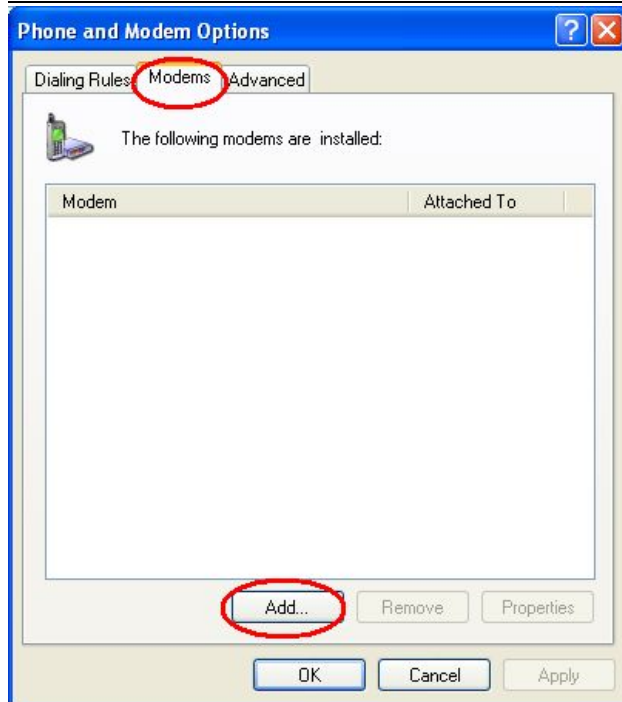 Phone and Modem Options
Dialing Rules Modems Advanced
The following modems are installed:
Modem Attached To
Add... Remove Properties
OK Cancel Apply